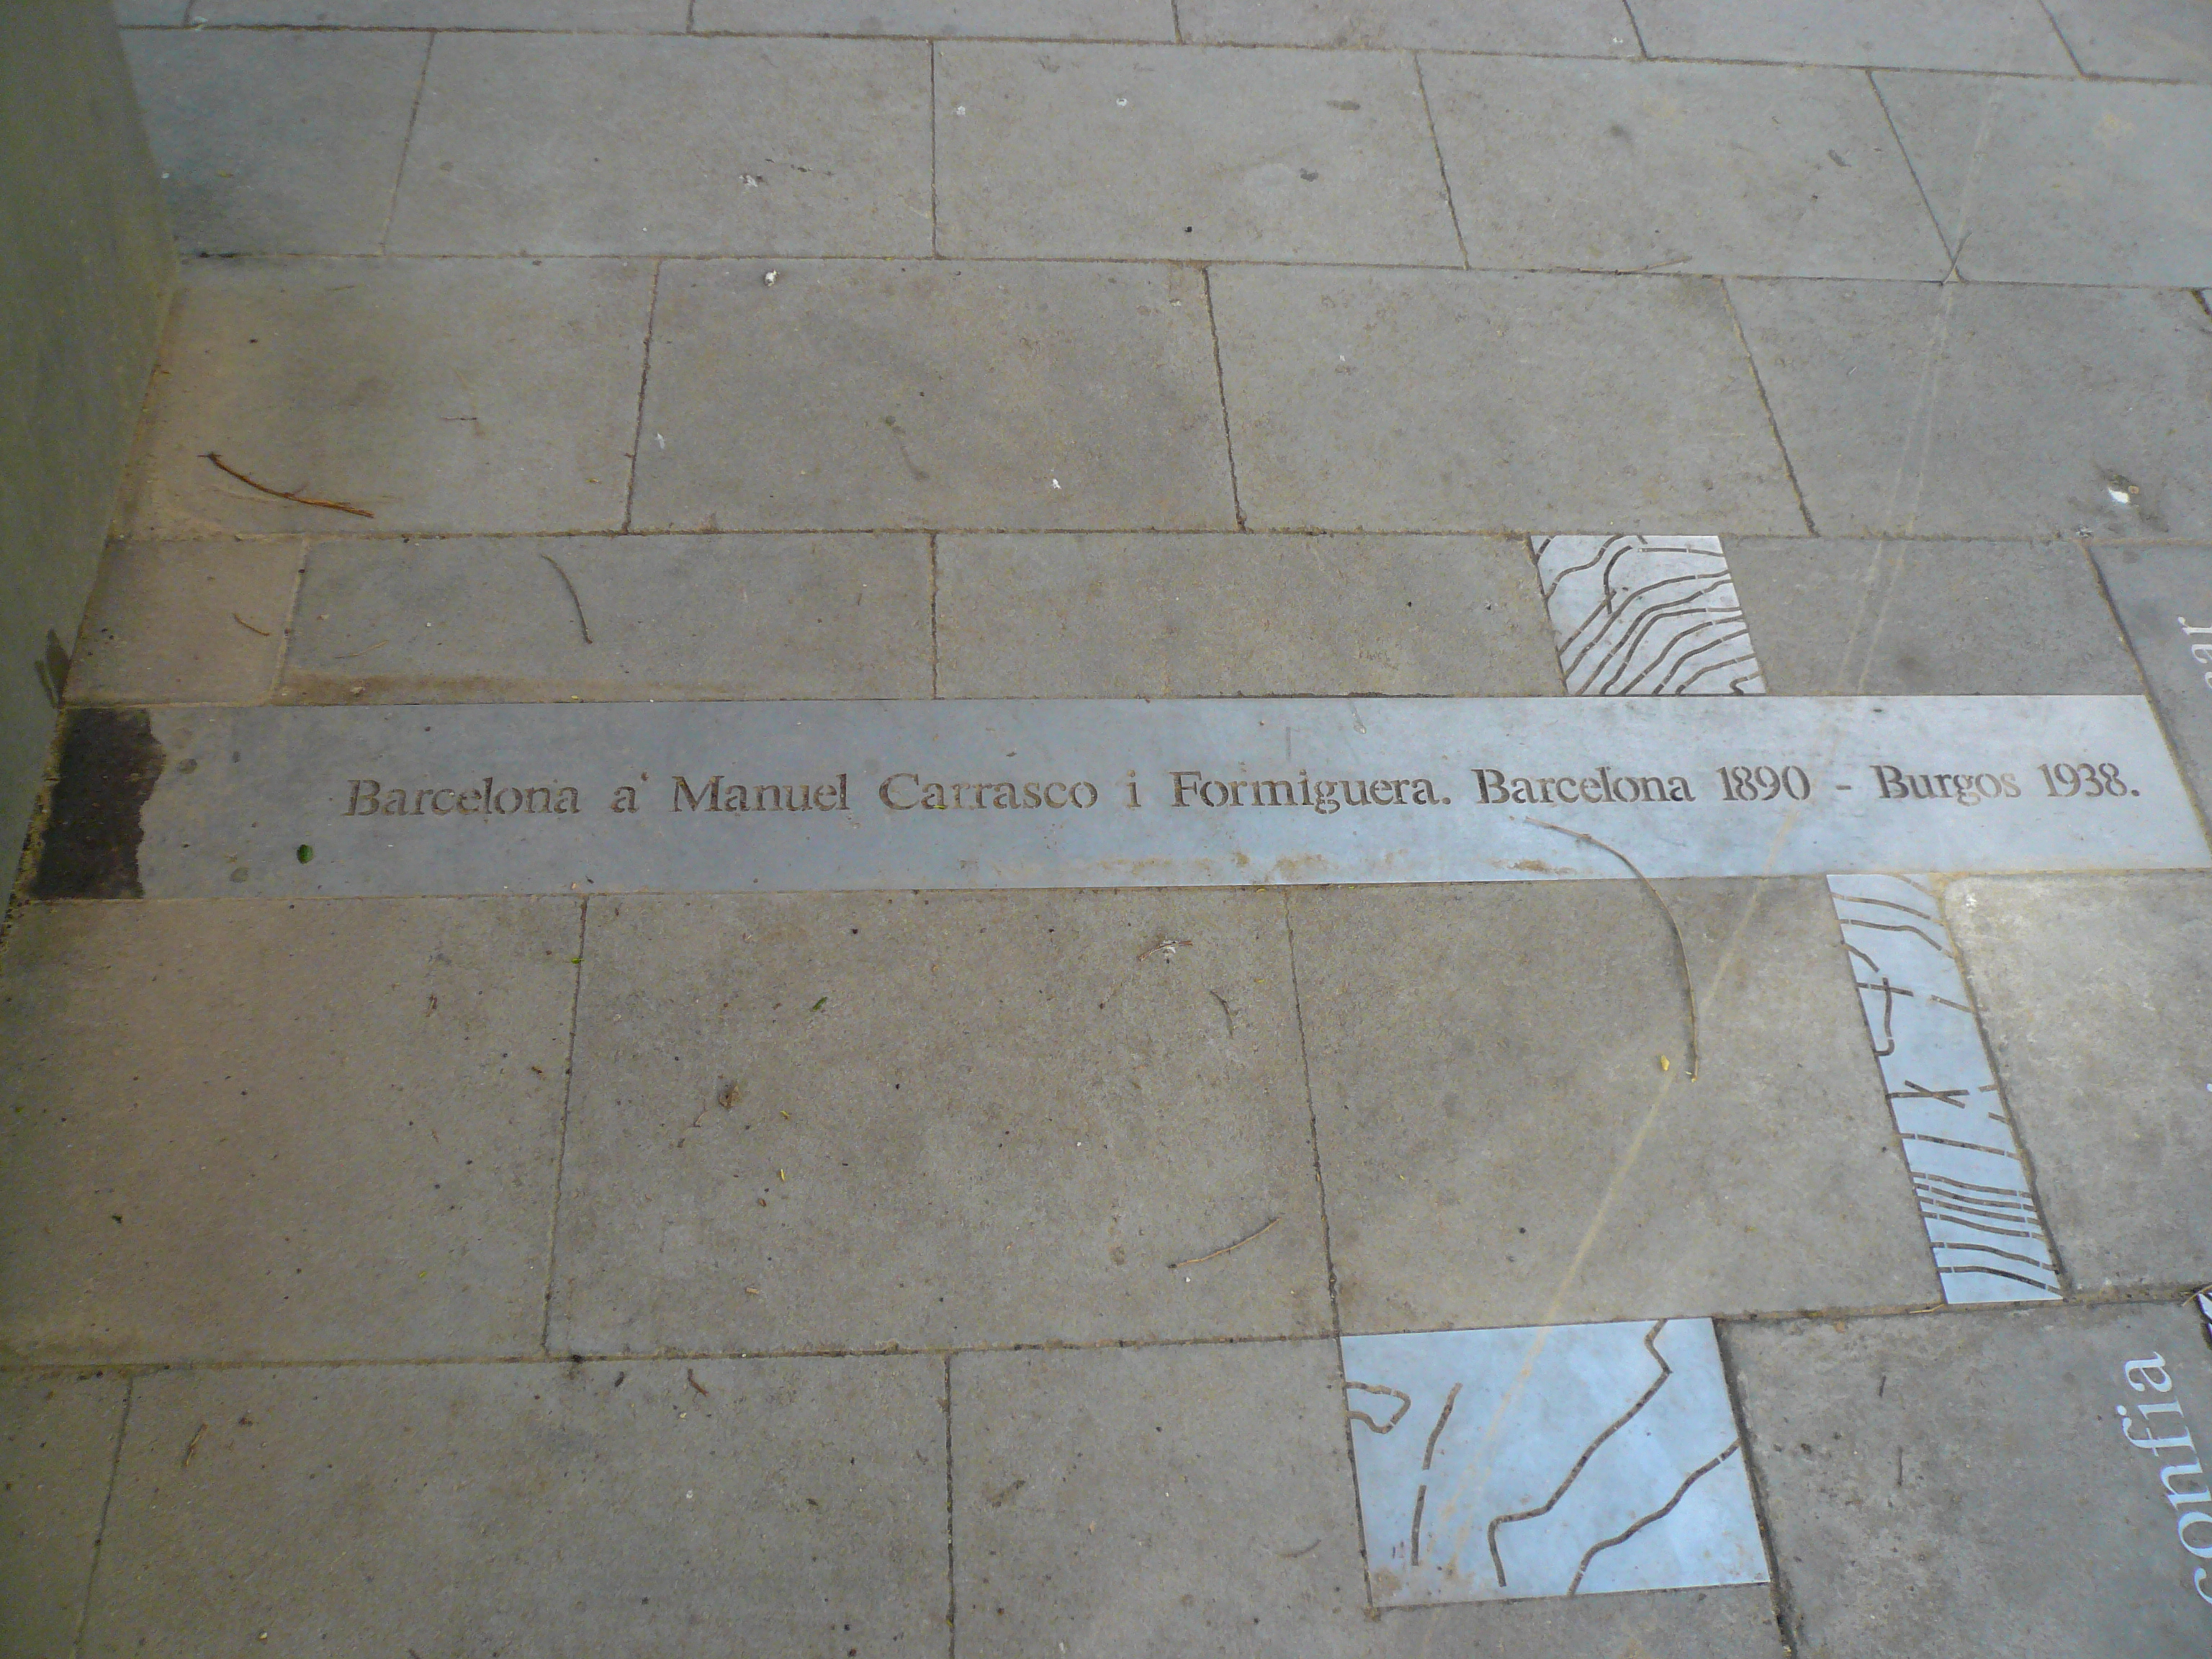 Barcelona a Manuel Carrasco i Formiguera. Barcelona 1890 - Burgos 1938.
confia